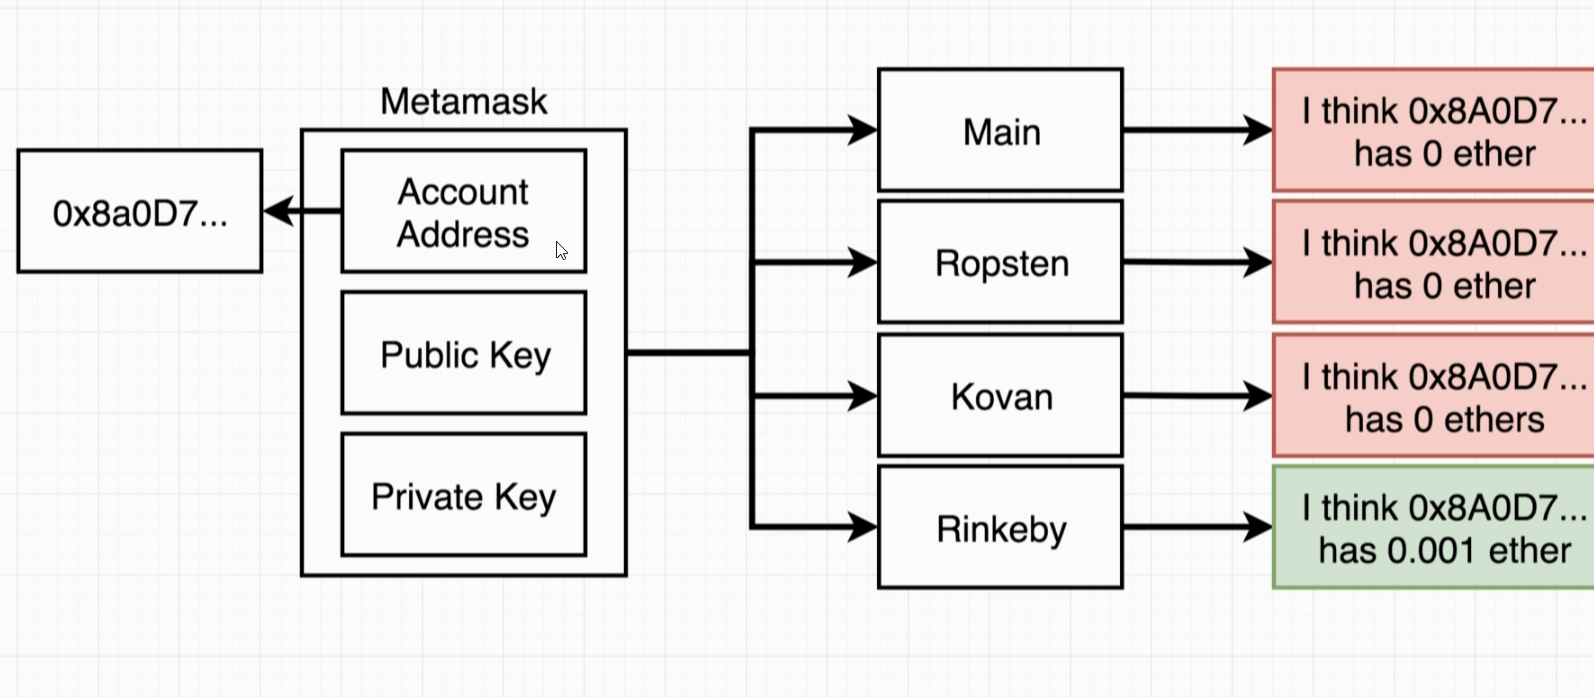 Metamask
0x8a0D7...
Account
Address
Public Key
Private Key
Main
Ropsten
Kovan
Rinkeby
I think 0x8A0D7...
has 0 ether
I think 0x8A0D7...
has 0 ether
I think 0x8A0D7...
has 0 ethers
I think 0x8A0D7...
has 0.001 ether